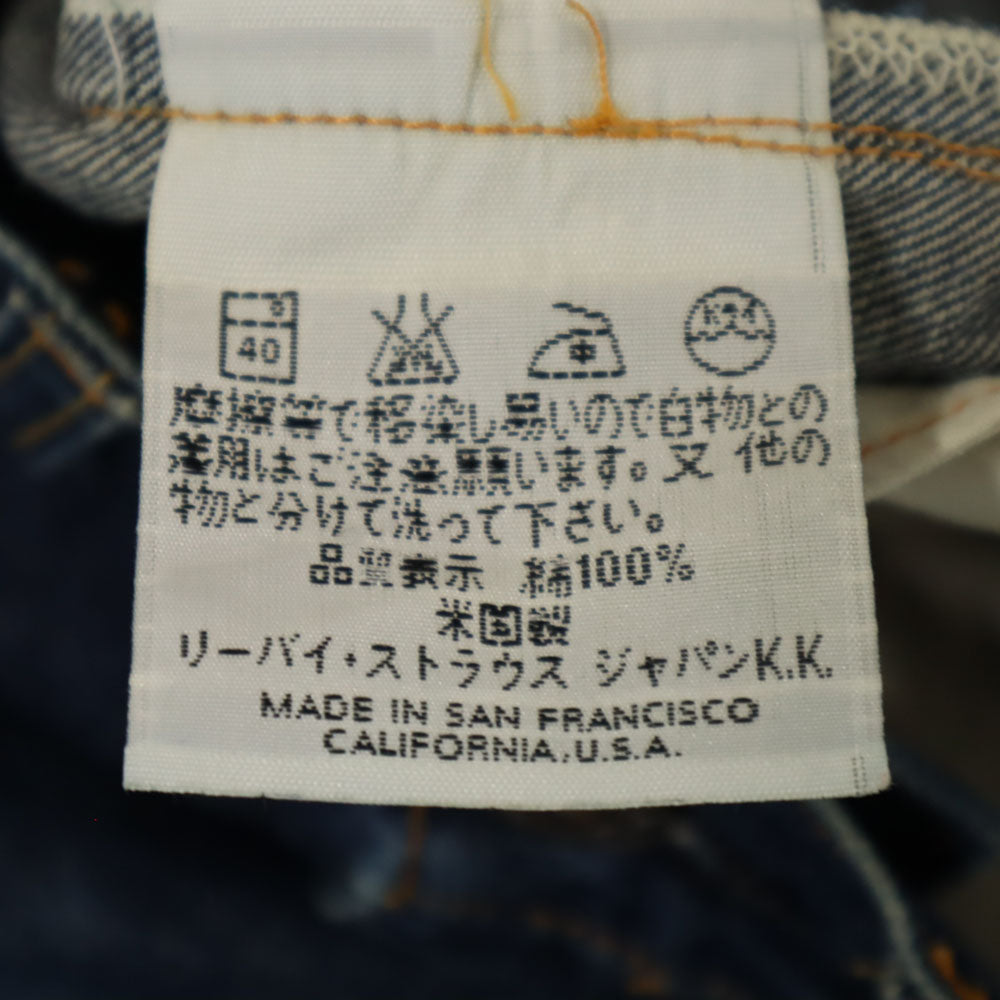 40
摩擦等で移染し易いので白物との
着用はご注意願います。又 他の
物と分けて洗って下さい。
品質表示 綿100%
米国製
リーバイ・ストラウス ジャパンK.K.
MADE IN SAN FRANCISCO
CALIFORNIA,U.S.A.